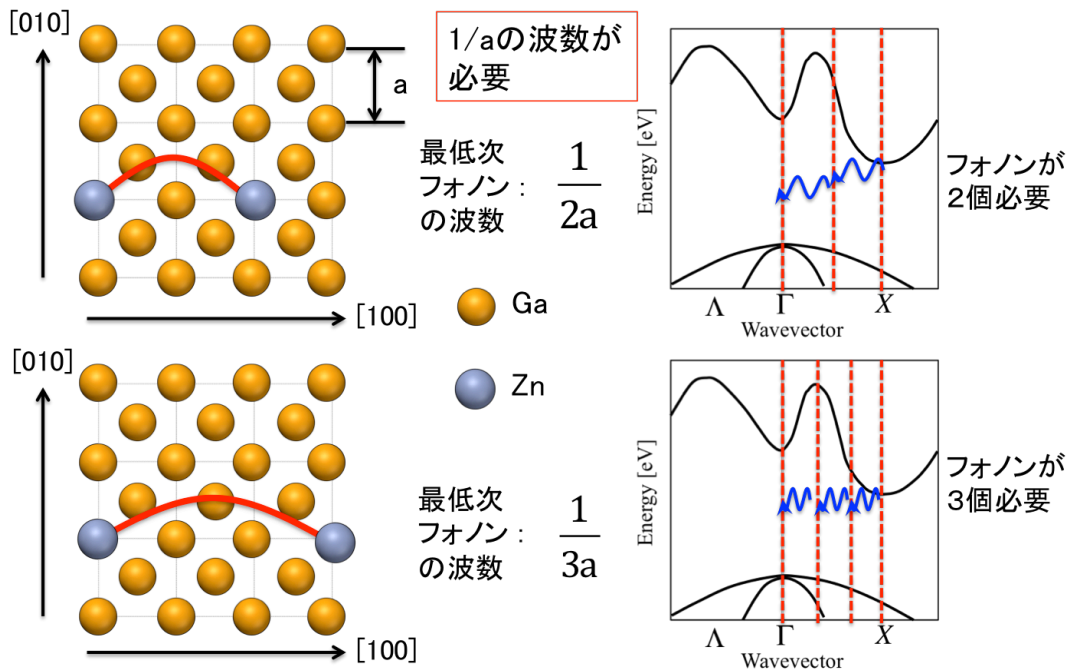 [010]
a
[100]
1/aの波数が
必要
最低次
フォノン：
の波数
1
2a
Energy [eV]
Λ
Γ
X
Wavevector
フォノンが
2個必要
Ga
Zn
[010]
[100]
最低次
フォノン：
の波数
1
3a
Energy [eV]
Λ
Γ
X
Wavevector
フォノンが
3個必要